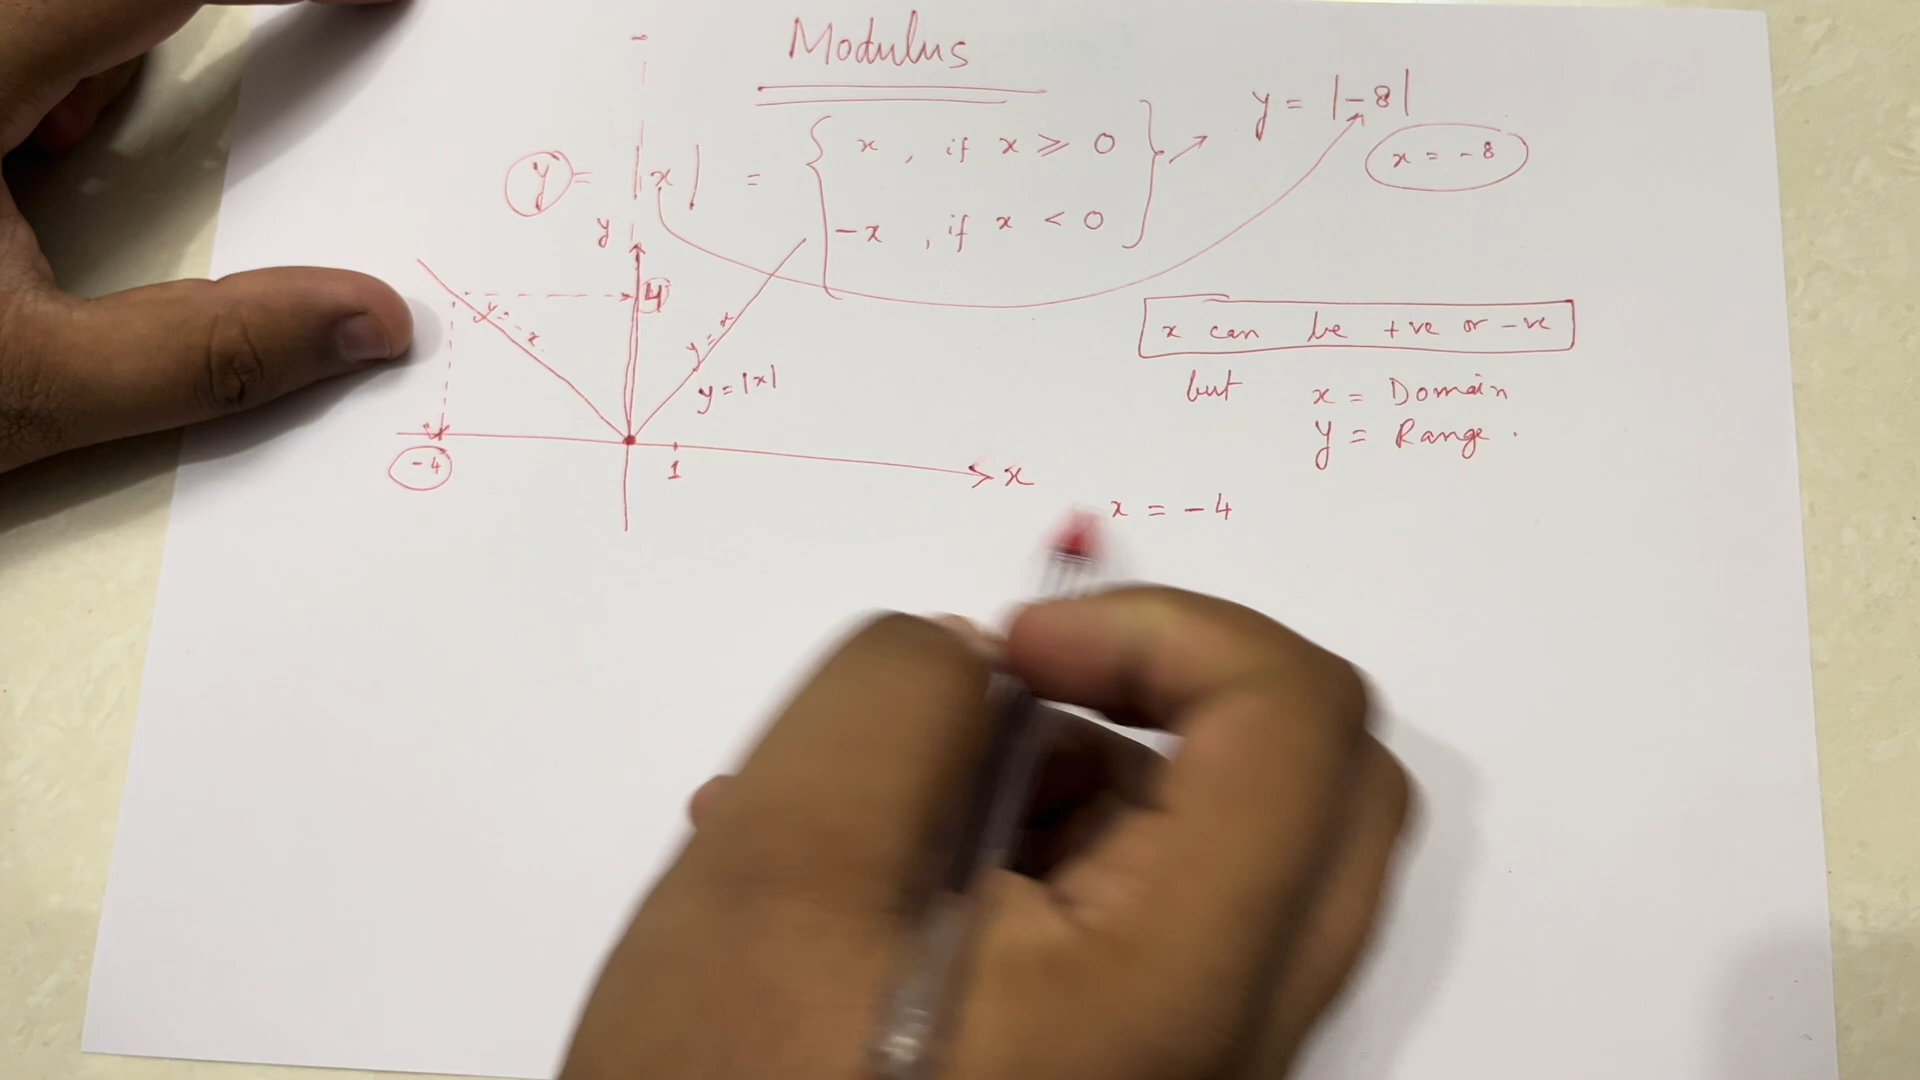 Modulus
y = |x| = { x , if x ⩾ 0
-x , if x < 0 }
y = |-8|
x = -8
y
4
y = -x
y = x
y = |x|
-4
1
x
x can be +ve or -ve
but x = Domain
y = Range .
x = -4